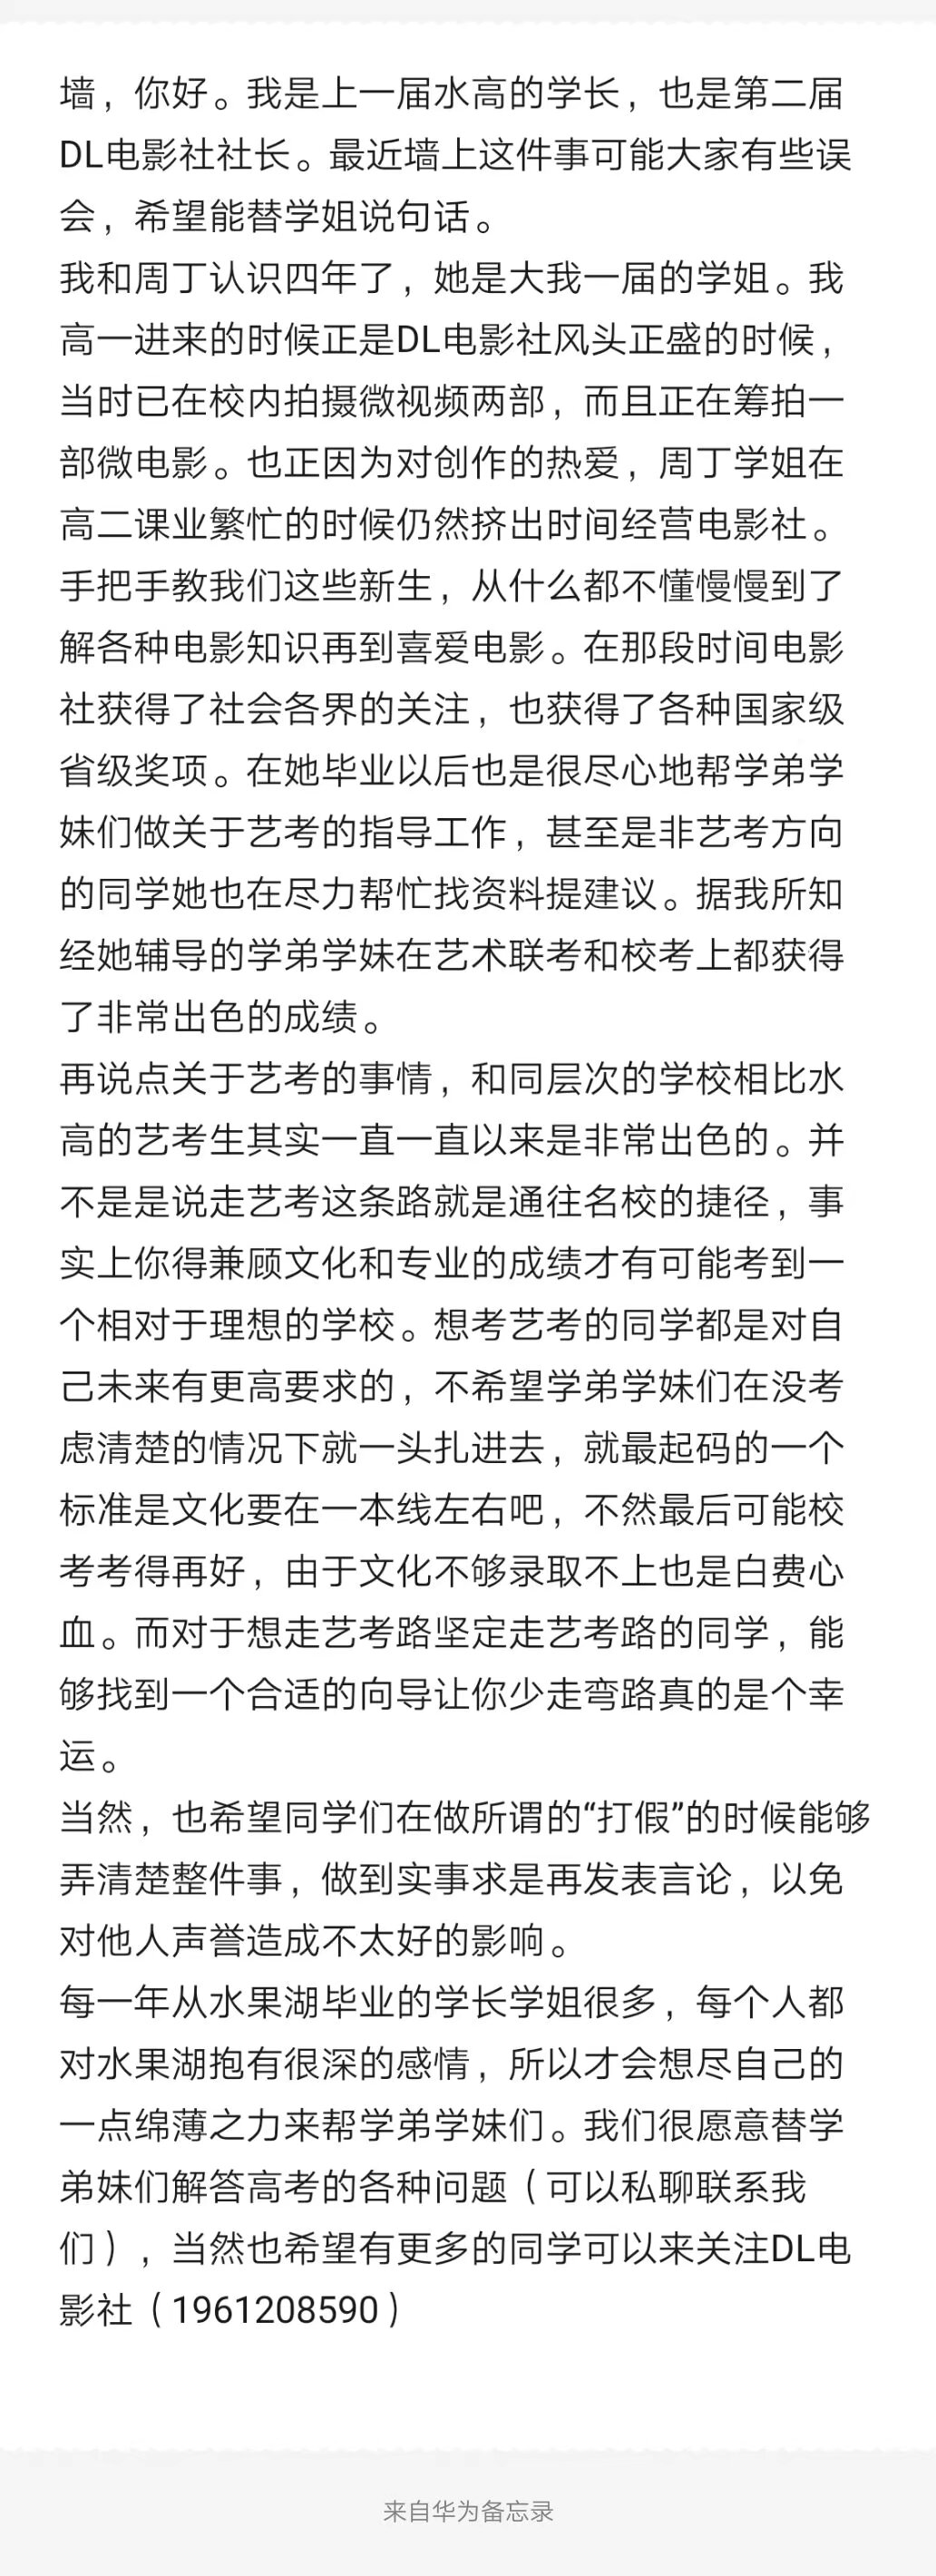 墙，你好。我是上一届水高的学长，也是第二届
DL电影社社长。最近墙上这件事可能大家有些误
会，希望能替学姐说句话。
我和周丁认识四年了，她是大我一届的学姐。我
高一进来的时候正是DL电影社风头正盛的时候，
当时已在校内拍摄微视频两部，而且正在筹拍一
部微电影。也正因为对创作的热爱，周丁学姐在
高二课业繁忙的时候仍然挤出时间经营电影社。
手把手教我们这些新生，从什么都不懂慢慢到了
解各种电影知识再到喜爱电影。在那段时间电影
社获得了社会各界的关注，也获得了各种国家级
省级奖项。在她毕业以后也是很尽心地帮学弟学
妹们做关于艺考的指导工作，甚至是非艺考方向
的同学她也在尽力帮忙找资料提建议。据我所知
经她辅导的学弟学妹在艺术联考和校考上都获得
了非常出色的成绩。
再说点关于艺考的事情，和同层次的学校相比水
高的艺考生其实一直一直以来是非常出色的。并
不是是说走艺考这条路就是通往名校的捷径，事
实上你得兼顾文化和专业的成绩才有可能考到一
个相对于理想的学校。想考艺考的同学都是对自
己未来有更高要求的，不希望学弟学妹们在没考
虑清楚的情况下就一头扎进去，就最起码的一个
标准是文化要在一本线左右吧，不然最后可能校
考考得再好，由于文化不够录取不上也是白费心
血。而对于想走艺考路坚定走艺考路的同学，能
够找到一个合适的向导让你少走弯路真的是个幸
运。
当然，也希望同学们在做所谓的“打假”的时候能够
弄清楚整件事，做到实事求是再发表言论，以免
对他人声誉造成不太好的影响。
每一年从水果湖毕业的学长学姐很多，每个人都
对水果湖抱有很深的感情，所以才会想尽自己的
一点绵薄之力来帮学弟学妹们。我们很愿意替学
弟妹们解答高考的各种问题（可以私聊联系我
们），当然也希望有更多的同学可以来关注DL电
影社（1961208590）
来自华为备忘录